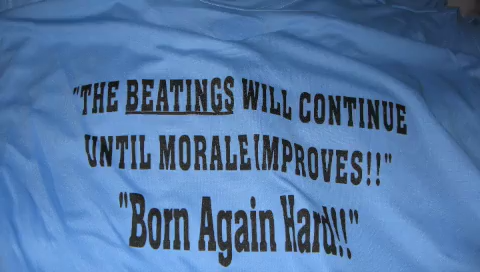 "THE BEATINGS WILL CONTINUE
UNTIL MORALE IMPROVES!!"
"Born Again Hard!!"